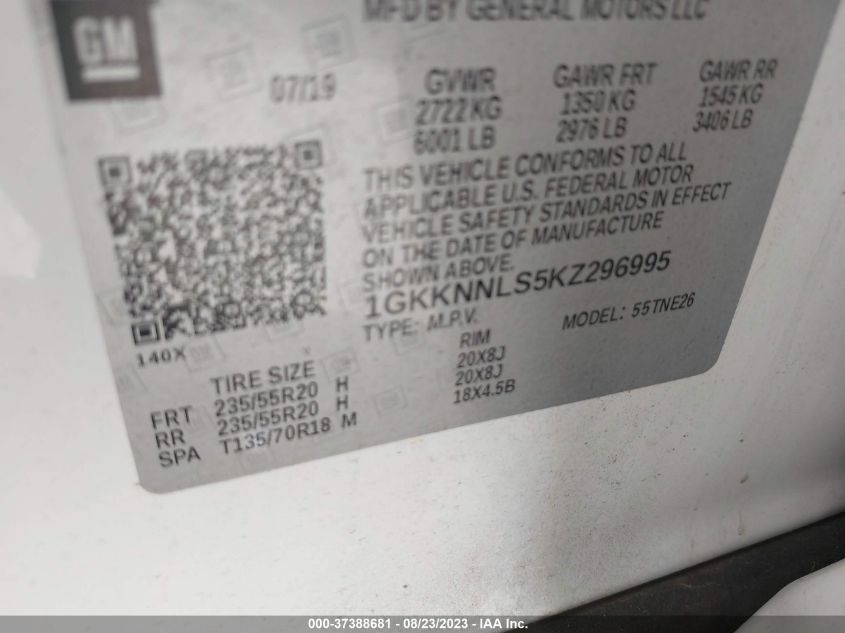 MFD BY GENERAL MOTORS LLC
GM
07/19 GVWR GAWR FRT GAWR RR
2722 KG 1350 KG 1545 KG
6001 LB 2976 LB 3406 LB
THIS VEHICLE CONFORMS TO ALL
APPLICABLE U.S. FEDERAL MOTOR
VEHICLE SAFETY STANDARDS IN EFFECT
ON THE DATE OF MANUFACTURE
SHOWN ABOVE.
1GKKNNLS5KZ296995
TYPE: M.P.V. MODEL: 55TNE26
140X
TIRE SIZE RIM
FRT 235/55R20 H 20X8J
RR 235/55R20 H 20X8J
SPA T135/70R18 M 18X4.5B
000-37388681 - 08/23/2023 - IAA Inc.